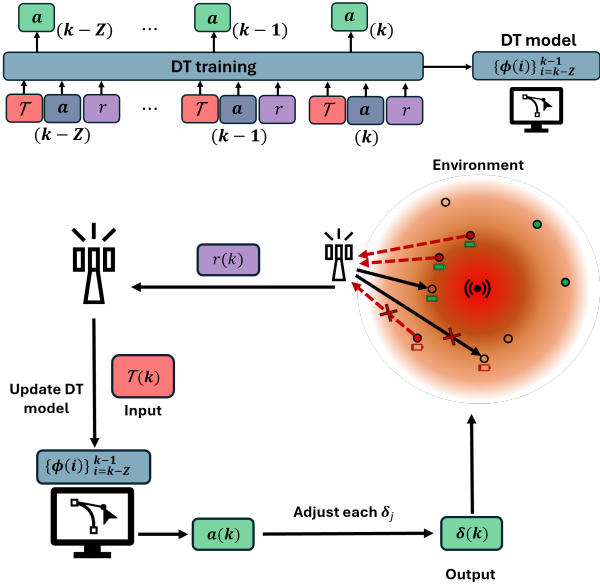 a (k − Z) ... a (k − 1) a (k)
DT training
DT model
{ϕ(i)}_{i=k−Z}^{k−1}
𝒯 a r ... 𝒯 a r 𝒯 a r
(k − Z) (k − 1) (k)
Environment
r(k)
𝒯(k)
Update DT
model
Input
{ϕ(i)}_{i=k−Z}^{k−1}
a(k)
Adjust each δ_j
δ(k)
Output